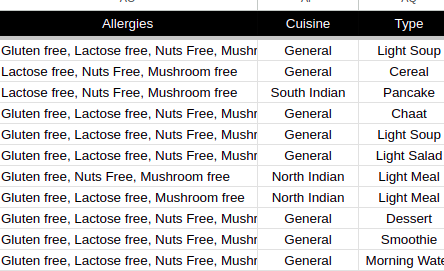 Allergies Cuisine Type
Gluten free, Lactose free, Nuts Free, Mushr General Light Soup
Lactose free, Nuts Free, Mushroom free General Cereal
Lactose free, Nuts Free, Mushroom free South Indian Pancake
Gluten free, Lactose free, Nuts Free, Mushr General Chaat
Gluten free, Lactose free, Nuts Free, Mushr General Light Soup
Gluten free, Lactose free, Nuts Free, Mushr General Light Salad
Gluten free, Nuts Free, Mushroom free North Indian Light Meal
Gluten free, Lactose free, Mushroom free North Indian Light Meal
Gluten free, Lactose free, Nuts Free, Mushr General Dessert
Gluten free, Lactose free, Nuts Free, Mushr General Smoothie
Gluten free, Lactose free, Nuts Free, Mushr General Morning Wate